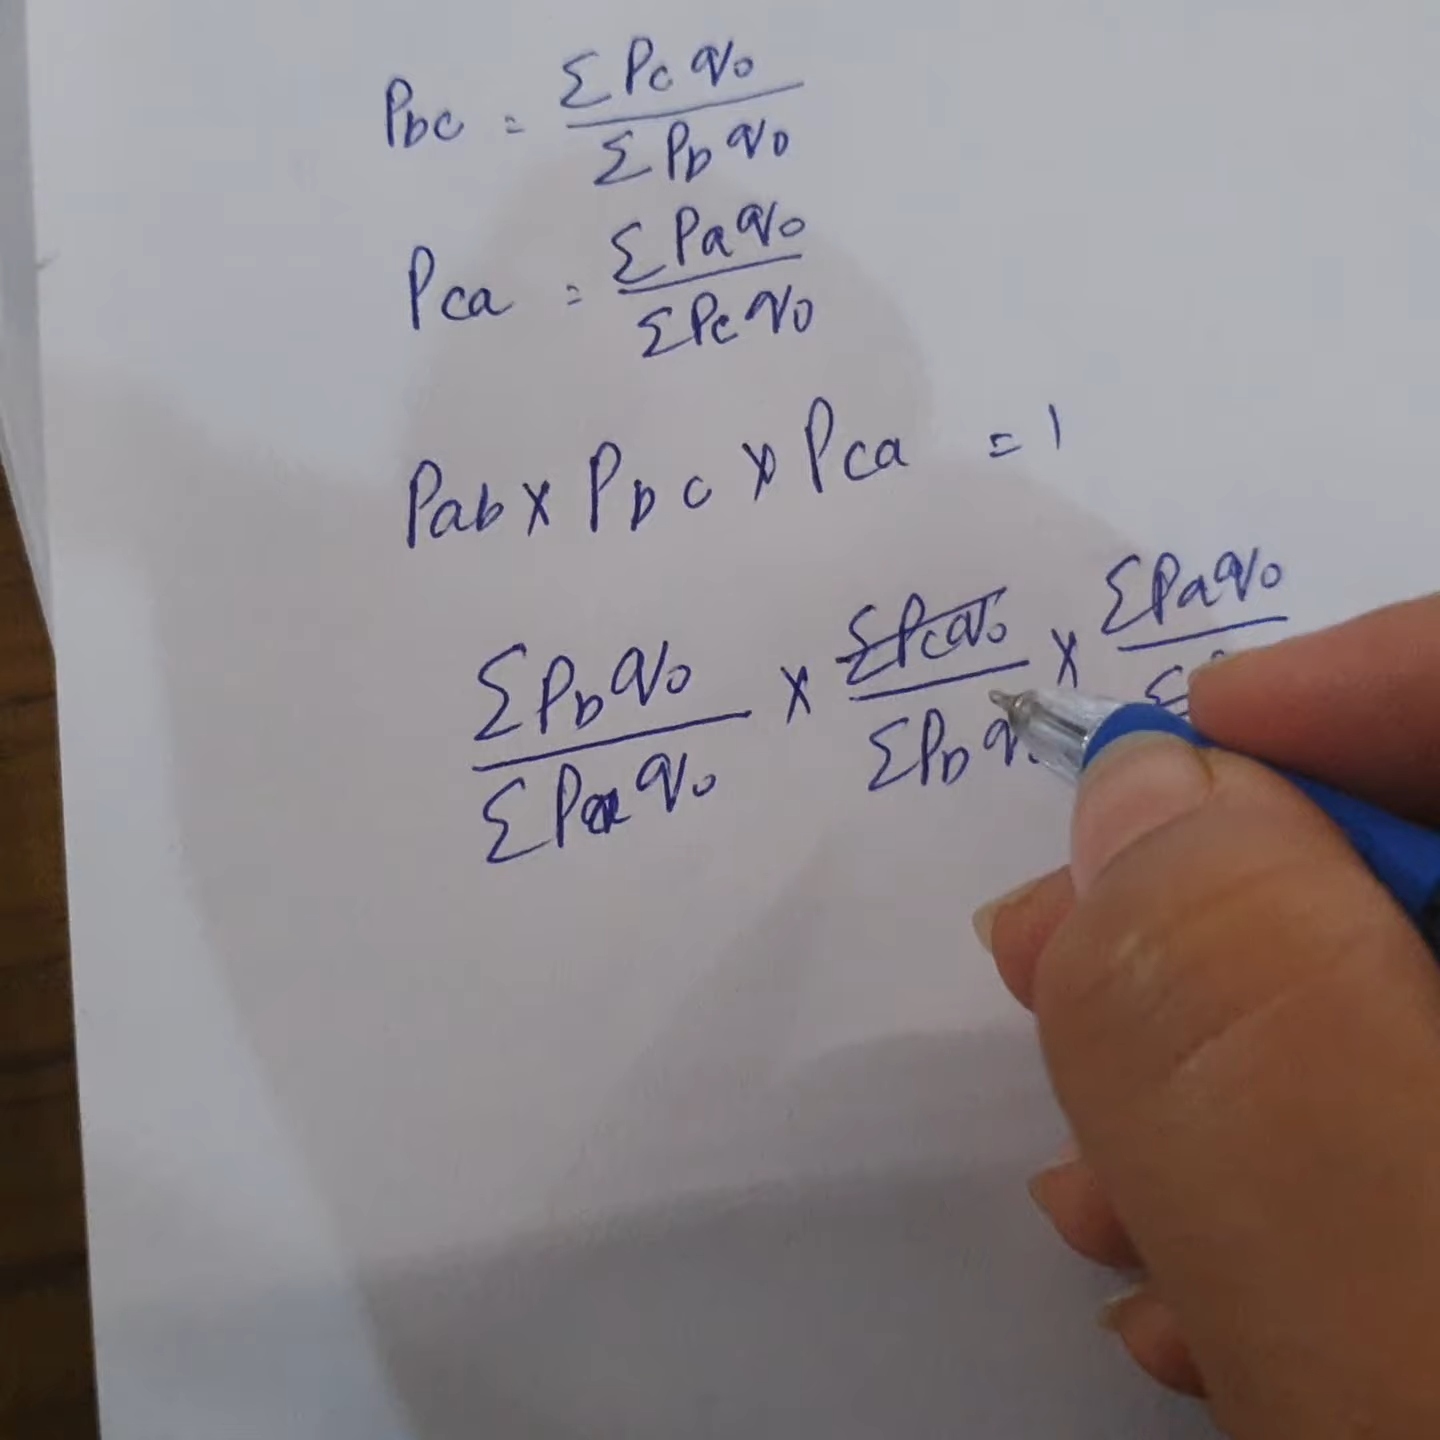 Pbc = ΣPc q0 / ΣPb q0
Pca = ΣPa q0 / ΣPc q0
Pab x Pbc x Pca = 1
ΣPb q0 / ΣPa q0 x ΣPc q0 / ΣPb q x ΣPa q0 / Σ